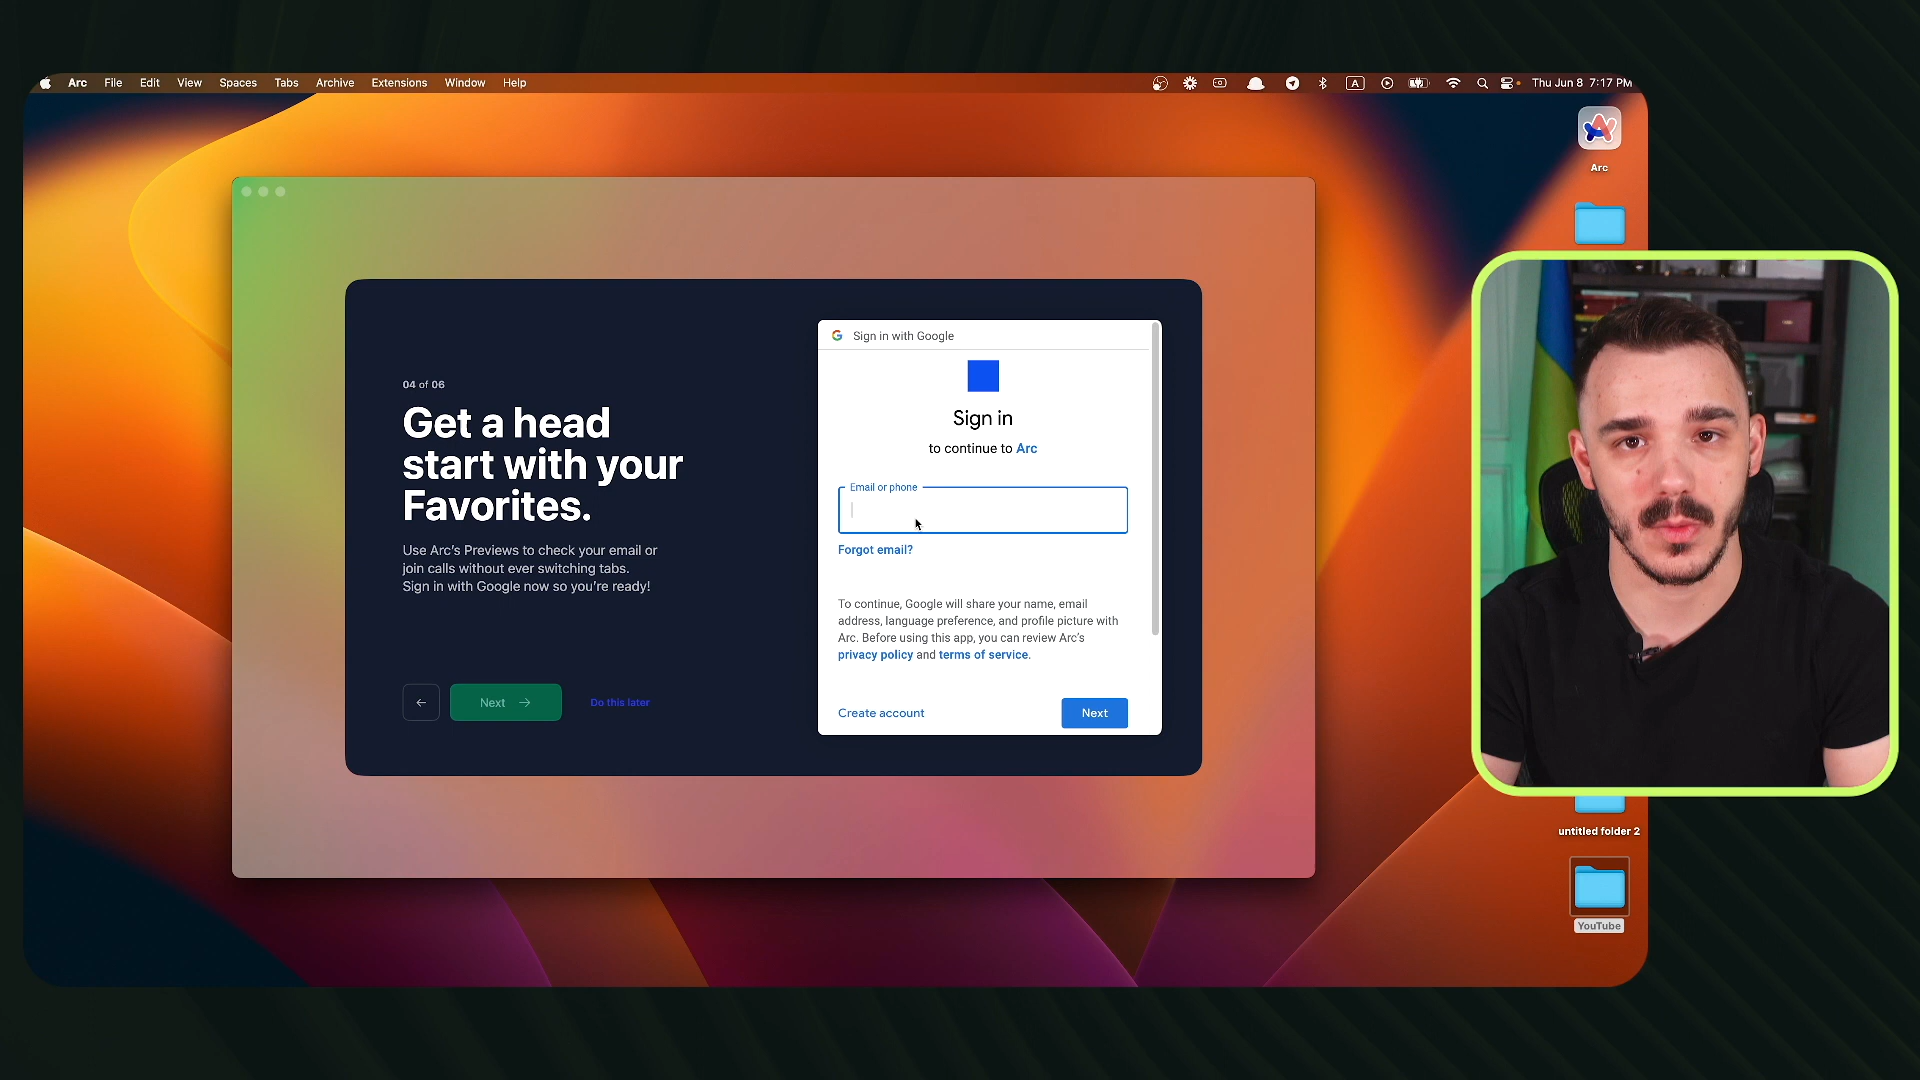 Arc File Edit View Spaces Tabs Archive Extensions Window Help
A
Thu Jun 8 7:17 PM
Arc
04 of 06
Get a head
start with your
Favorites.
Use Arc's Previews to check your email or
join calls without ever switching tabs.
Sign in with Google now so you're ready!
Next →
Do this later
G Sign in with Google
Sign in
to continue to Arc
Email or phone
Forgot email?
To continue, Google will share your name, email
address, language preference, and profile picture with
Arc. Before using this app, you can review Arc's
privacy policy and terms of service.
Create account
Next
untitled folder 2
YouTube